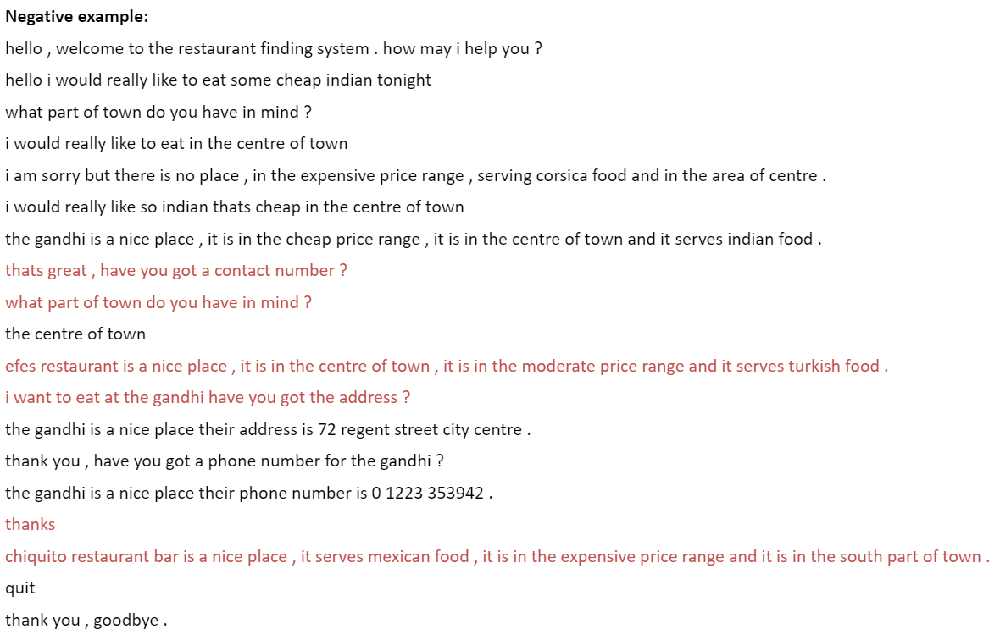 Negative example:
hello , welcome to the restaurant finding system . how may i help you ?
hello i would really like to eat some cheap indian tonight
what part of town do you have in mind ?
i would really like to eat in the centre of town
i am sorry but there is no place , in the expensive price range , serving corsica food and in the area of centre .
i would really like so indian thats cheap in the centre of town
the gandhi is a nice place , it is in the cheap price range , it is in the centre of town and it serves indian food .
thats great , have you got a contact number ?
what part of town do you have in mind ?
the centre of town
efes restaurant is a nice place , it is in the centre of town , it is in the moderate price range and it serves turkish food .
i want to eat at the gandhi have you got the address ?
the gandhi is a nice place their address is 72 regent street city centre .
thank you , have you got a phone number for the gandhi ?
the gandhi is a nice place their phone number is 0 1223 353942 .
thanks
chiquito restaurant bar is a nice place , it serves mexican food , it is in the expensive price range and it is in the south part of town .
quit
thank you , goodbye .